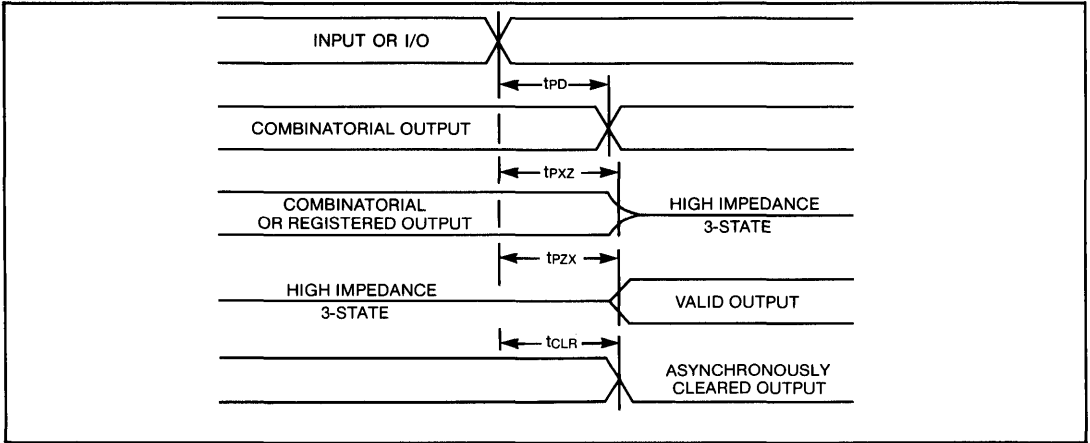 INPUT OR I/O
tPD
COMBINATORIAL OUTPUT
tPXZ
COMBINATORIAL
OR REGISTERED OUTPUT
HIGH IMPEDANCE
3-STATE
tPZX
HIGH IMPEDANCE
3-STATE
VALID OUTPUT
tCLR
ASYNCHRONOUSLY
CLEARED OUTPUT